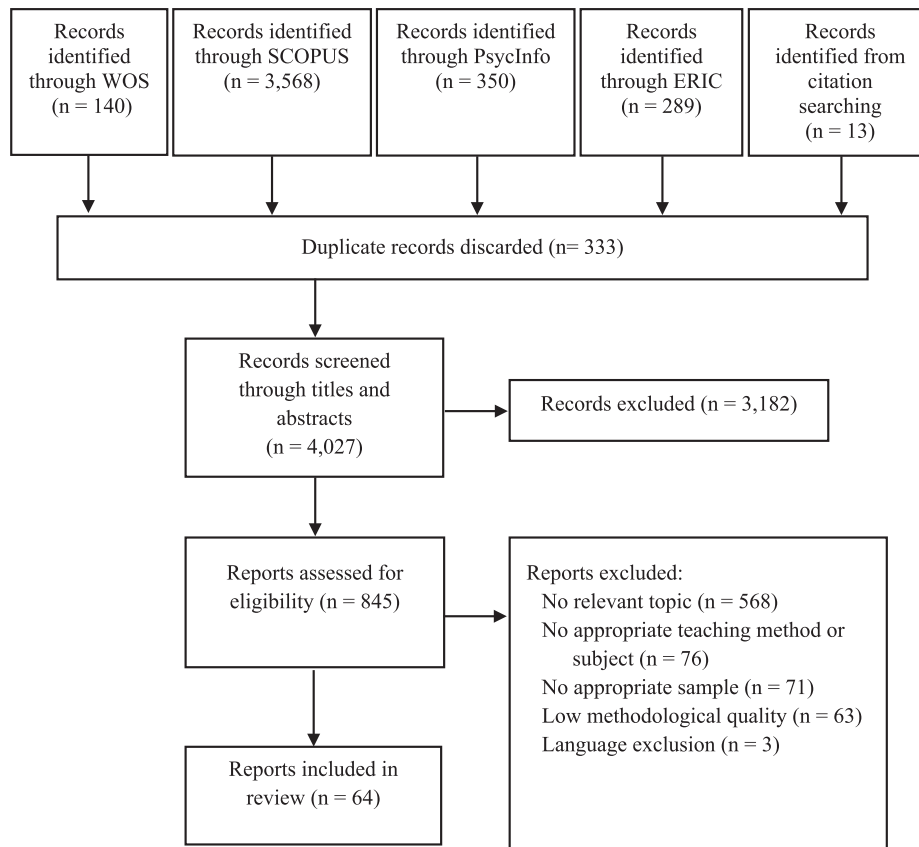 Records
identified
through WOS
(n = 140)
Records identified
through SCOPUS
(n = 3,568)
Records identified
through PsycInfo
(n = 350)
Records
identified
through ERIC
(n = 289)
Records
identified from
citation
searching
(n = 13)
Duplicate records discarded (n= 333)
Records screened
through titles and
abstracts
(n = 4,027)
Records excluded (n = 3,182)
Reports assessed for
eligibility (n = 845)
Reports excluded:
No relevant topic (n = 568)
No appropriate teaching method or
subject (n = 76)
No appropriate sample (n = 71)
Low methodological quality (n = 63)
Language exclusion (n = 3)
Reports included in
review (n = 64)